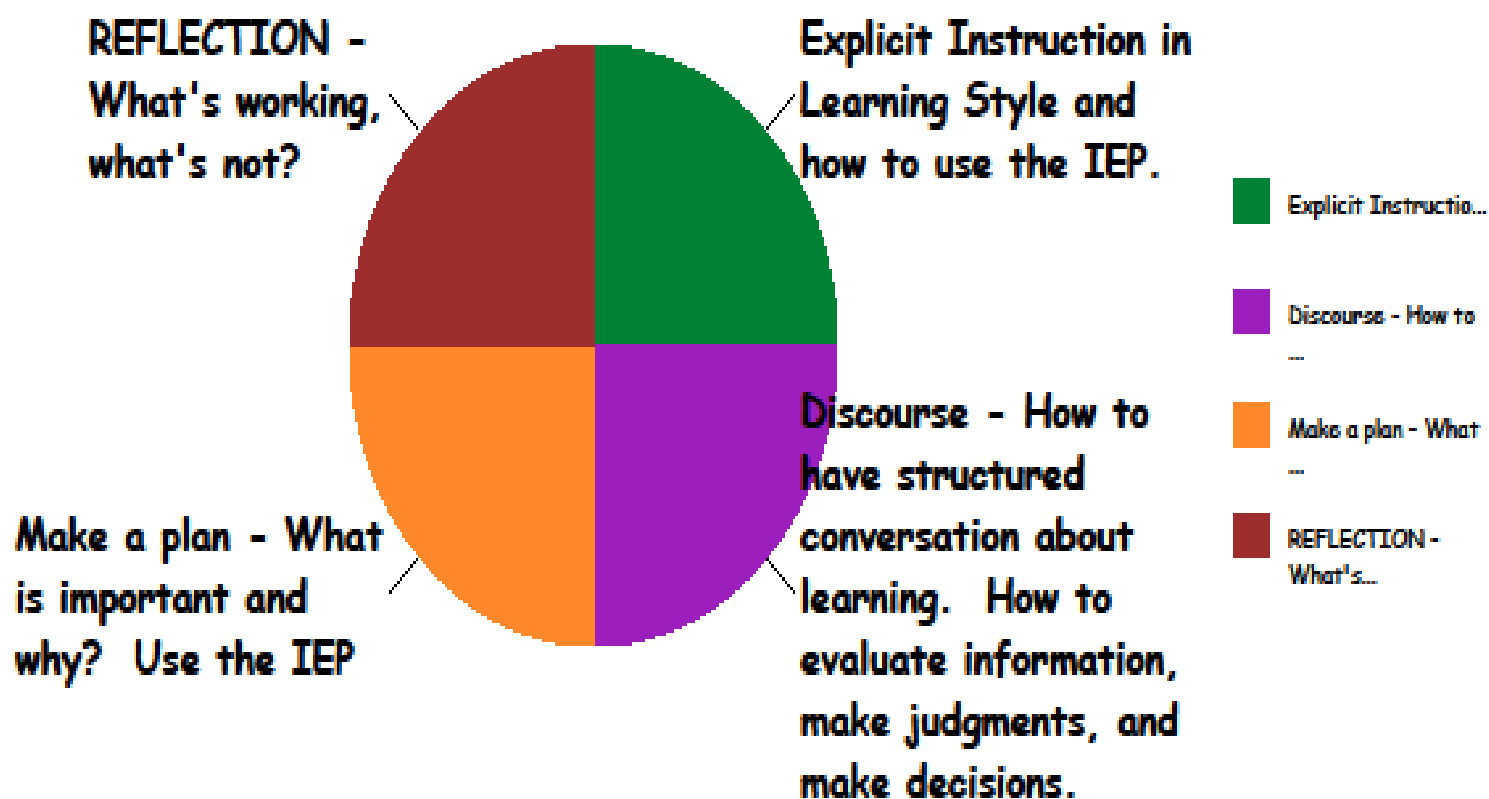 REFLECTION -
What's working,
what's not?
Explicit Instruction in
Learning Style and
how to use the IEP.
Discourse - How to
have structured
conversation about
learning.  How to
evaluate information,
make judgments, and
make decisions.
Make a plan - What
is important and
why?  Use the IEP
Explicit Instructio...
Discourse - How to
...
Make a plan - What
...
REFLECTION -
What's...